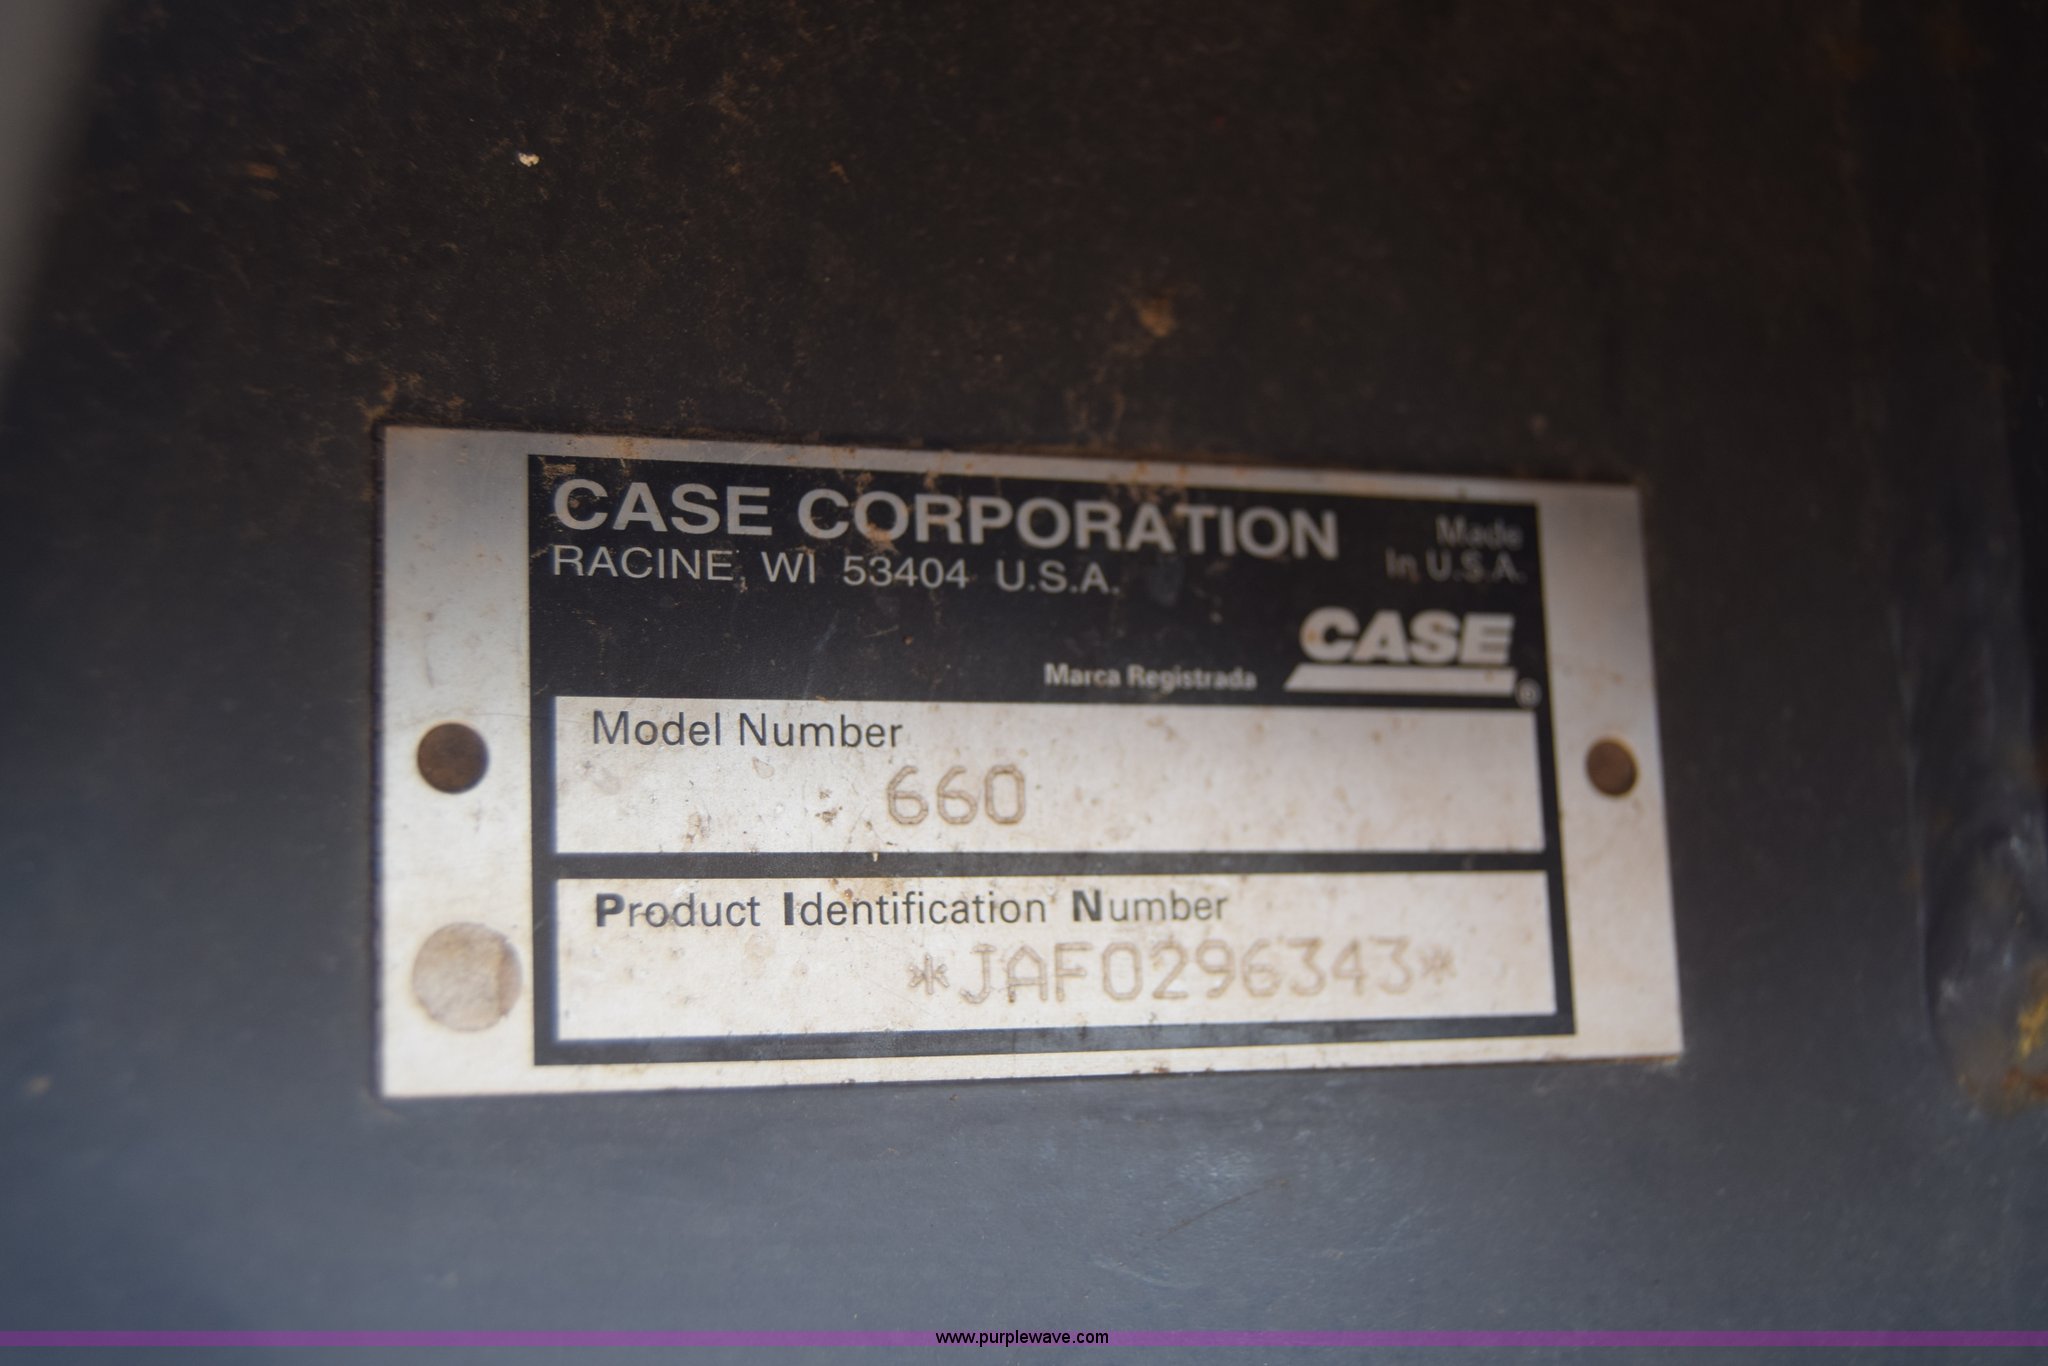 CASE CORPORATION
RACINE, WI 53404 U.S.A.
Made
In U.S.A.
CASE
Marca Registrada
®
Model Number
660
Product Identification Number
*JAF0296343*
www.purplewave.com